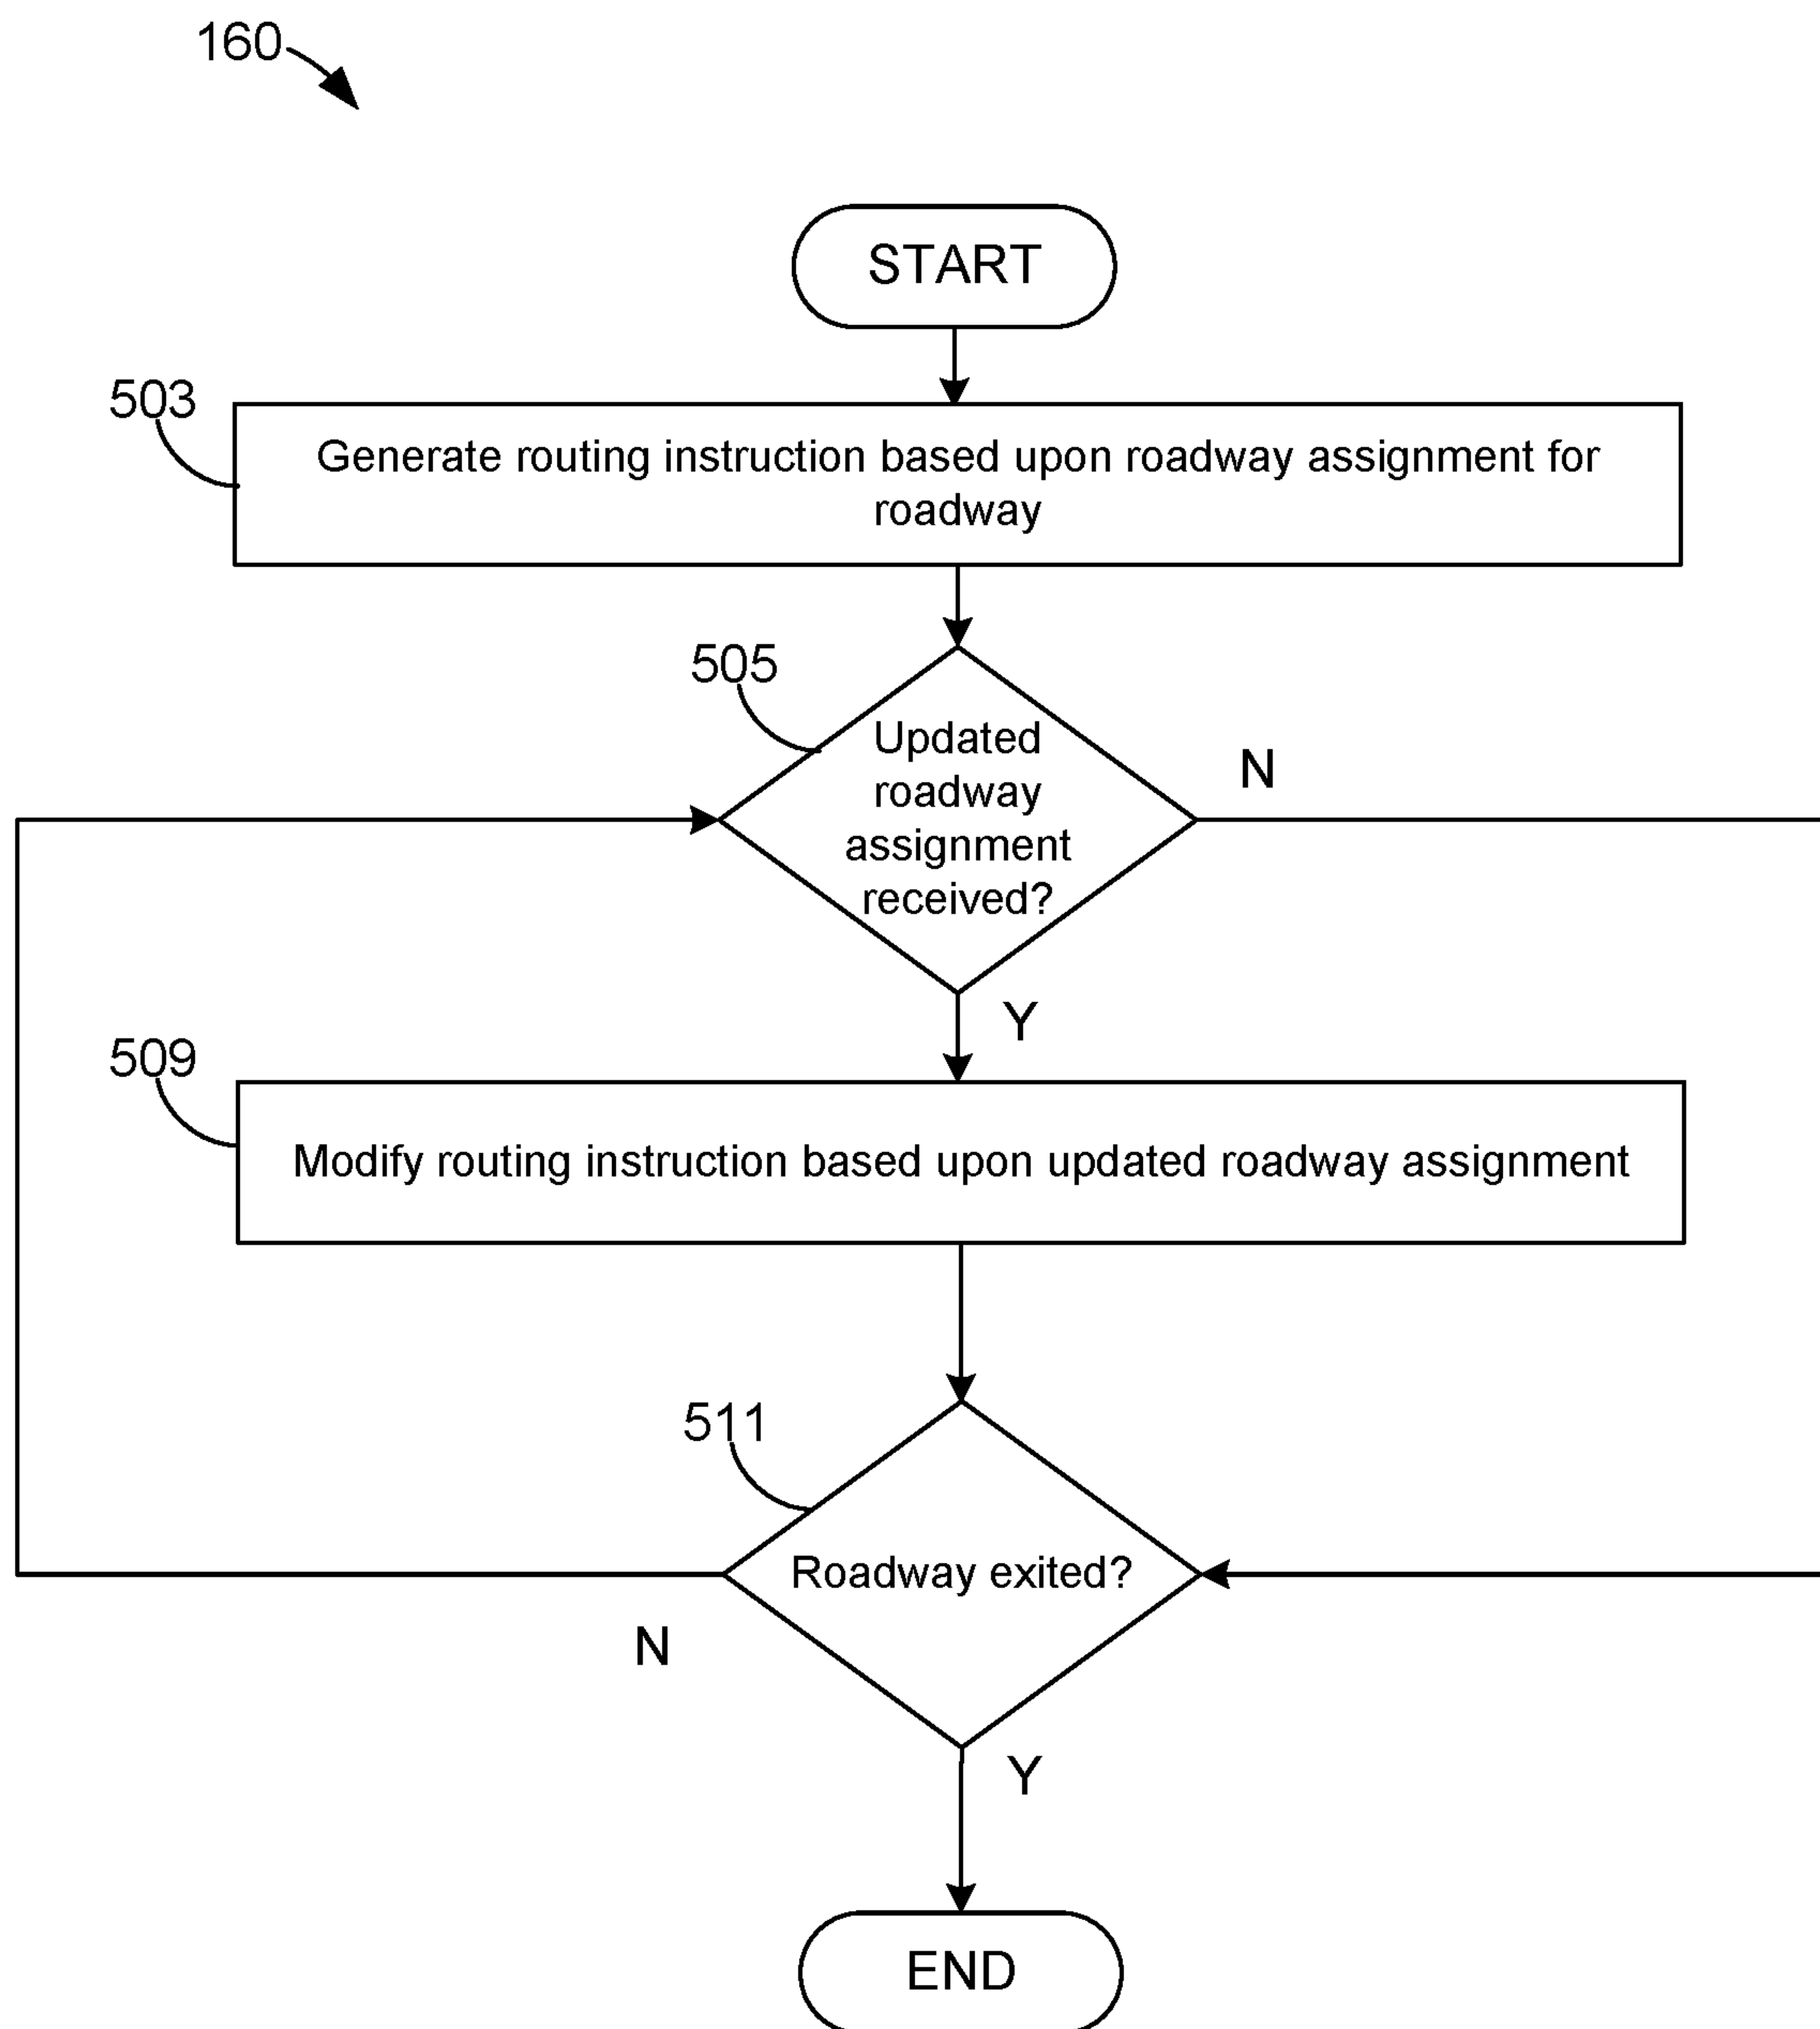 160
START
503
Generate routing instruction based upon roadway assignment for
roadway
505
Updated
roadway
assignment
received?
N
Y
509
Modify routing instruction based upon updated roadway assignment
511
Roadway exited?
N
Y
END